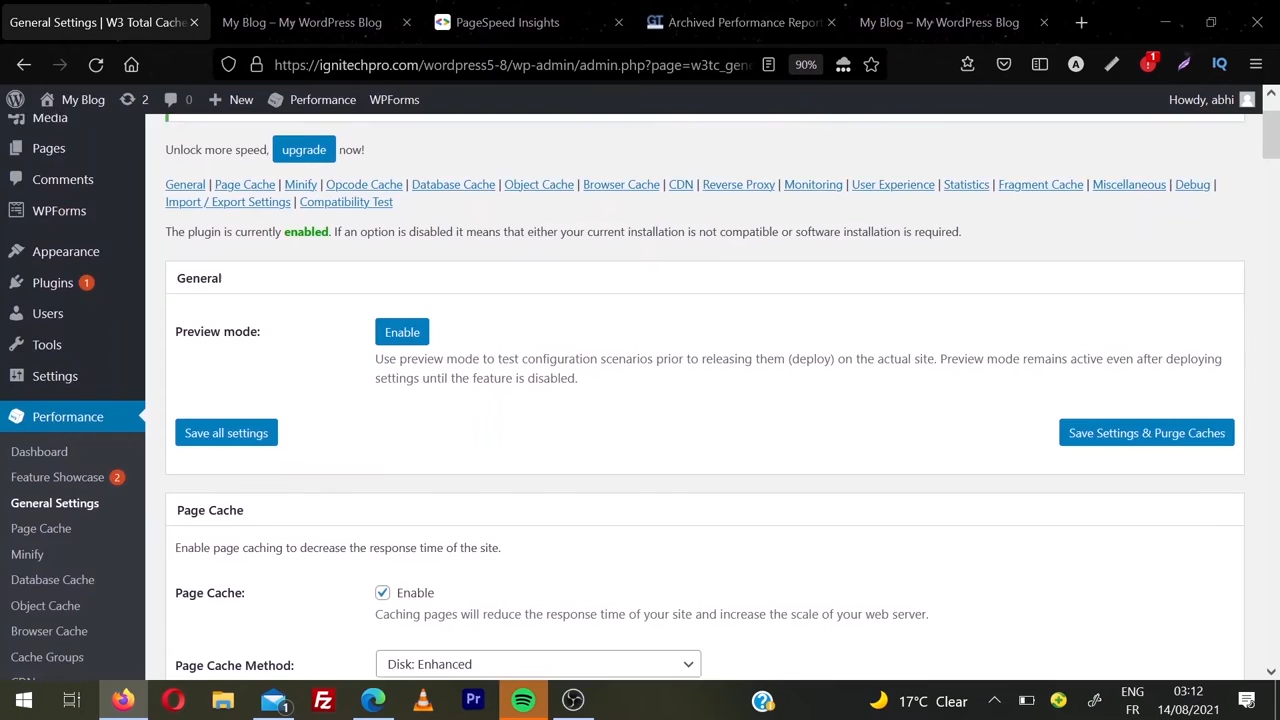 General Settings | W3 Total Cache
My Blog – My WordPress Blog
PageSpeed Insights
GT
Archived Performance Report
My Blog – My WordPress Blog
https://ignitechpro.com/wordpress5-8/wp-admin/admin.php?page=w3tc_gen
90%
A
1
IQ
My Blog
2
0
New
Performance
WPForms
Howdy, abhi
Media
Pages
Comments
WPForms
Appearance
Plugins 1
Users
Tools
Settings
Performance
Dashboard
Feature Showcase 2
General Settings
Page Cache
Minify
Database Cache
Object Cache
Browser Cache
Cache Groups
CDN
Unlock more speed, upgrade now!
General | Page Cache | Minify | Opcode Cache | Database Cache | Object Cache | Browser Cache | CDN | Reverse Proxy | Monitoring | User Experience | Statistics | Fragment Cache | Miscellaneous | Debug |
Import / Export Settings | Compatibility Test
The plugin is currently enabled. If an option is disabled it means that either your current installation is not compatible or software installation is required.
General
Preview mode:
Enable
Use preview mode to test configuration scenarios prior to releasing them (deploy) on the actual site. Preview mode remains active even after deploying
settings until the feature is disabled.
Save all settings
Save Settings & Purge Caches
Page Cache
Enable page caching to decrease the response time of the site.
Page Cache:
Enable
Caching pages will reduce the response time of your site and increase the scale of your web server.
Page Cache Method:
Disk: Enhanced
Fz
1
Pr
17°C Clear
ENG
FR
03:12
14/08/2021